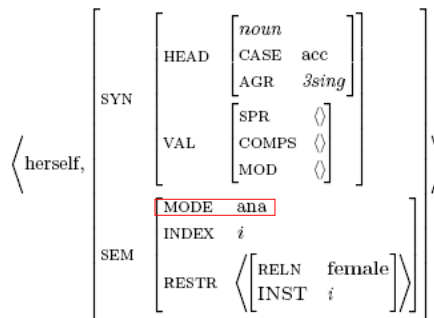 noun
HEAD CASE acc
AGR 3sing
SYN
SPR ⟨⟩
VAL COMPS ⟨⟩
MOD ⟨⟩
⟨herself,
MODE ana
INDEX i
SEM
RELN female
RESTR
INST i